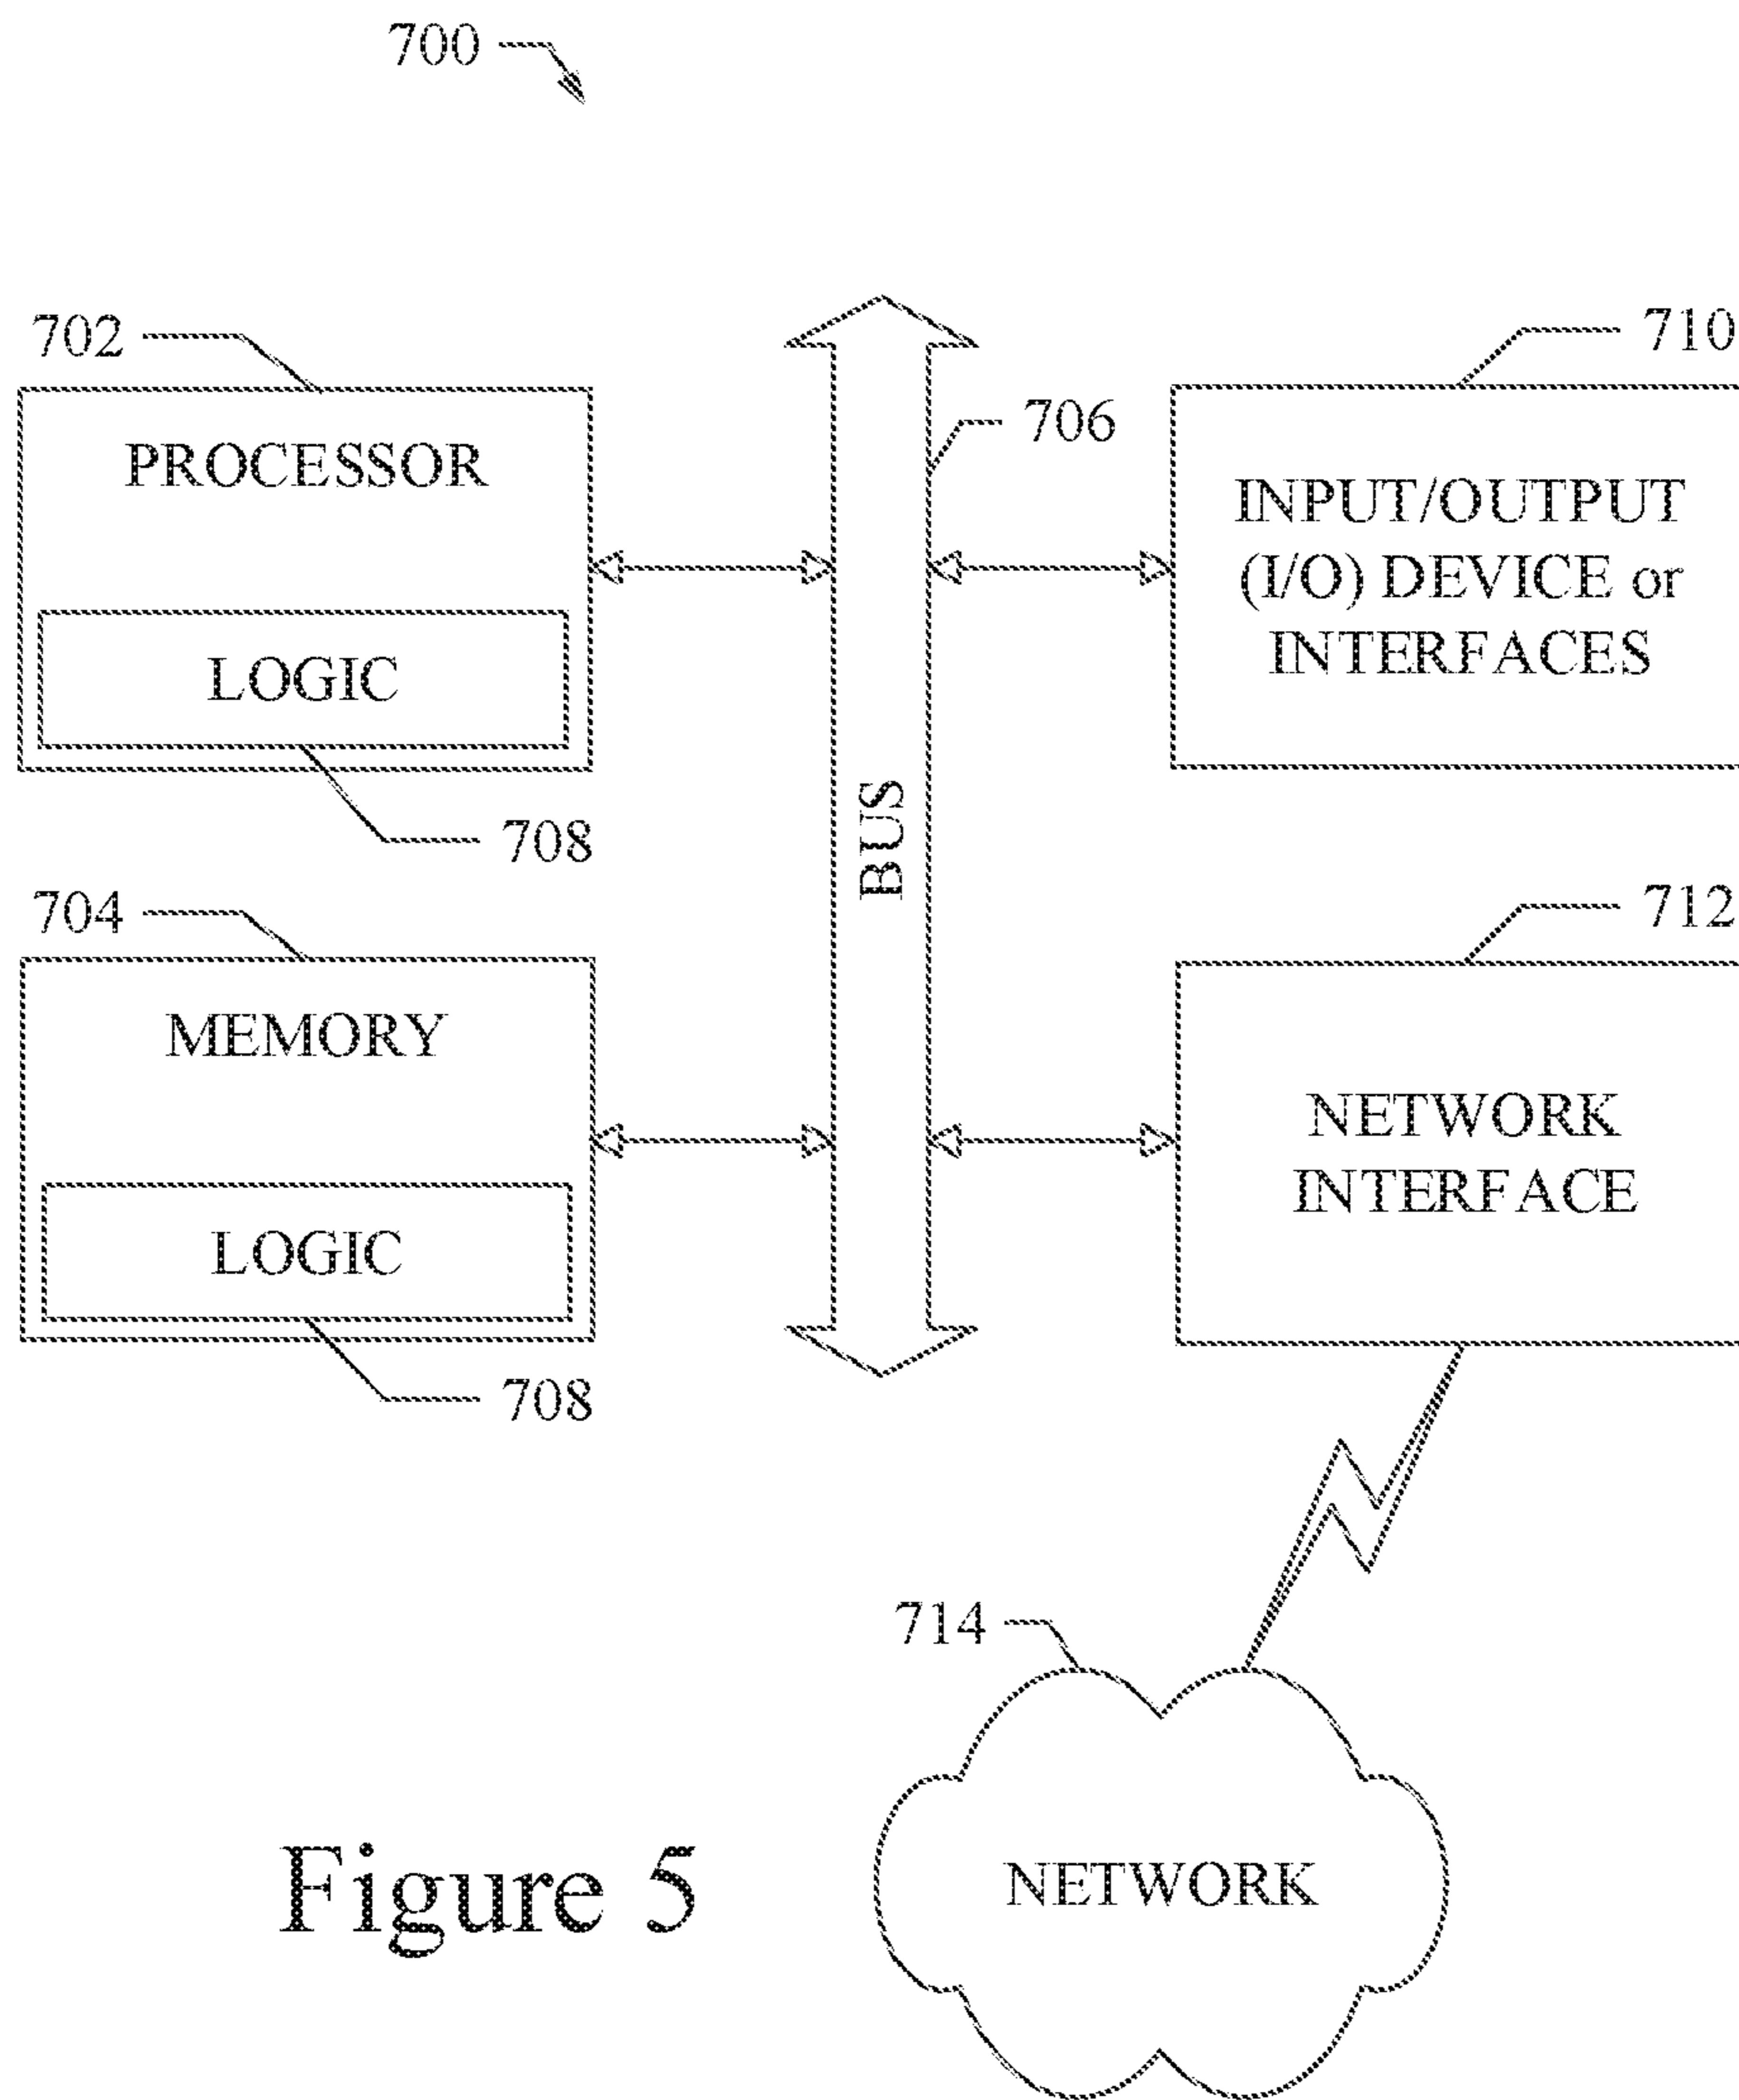 700
702
PROCESSOR
LOGIC
708
704
MEMORY
LOGIC
708
706
BUS
710
INPUT/OUTPUT
(I/O) DEVICE or
INTERFACES
712
NETWORK
INTERFACE
714
NETWORK
Figure 5